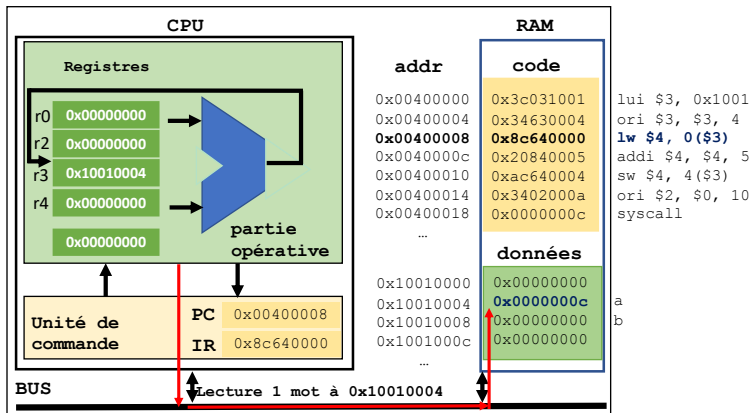 CPU
RAM
Registres
addr
code
r0 0x00000000
r2 0x00000000
r3 0x10010004
r4 0x00000000
0x00000000
partie
opérative
0x00400000 0x3c031001 lui $3, 0x1001
0x00400004 0x34630004 ori $3, $3, 4
0x00400008 0x8c640000 lw $4, 0($3)
0x0040000c 0x20840005 addi $4, $4, 5
0x00400010 0xac640004 sw $4, 4($3)
0x00400014 0x3402000a ori $2, $0, 10
0x00400018 0x0000000c syscall
…
données
0x10010000 0x00000000
0x10010004 0x0000000c a
0x10010008 0x00000000 b
0x1001000c 0x00000000
…
Unité de
commande
PC 0x00400008
IR 0x8c640000
BUS
Lecture 1 mot à 0x10010004